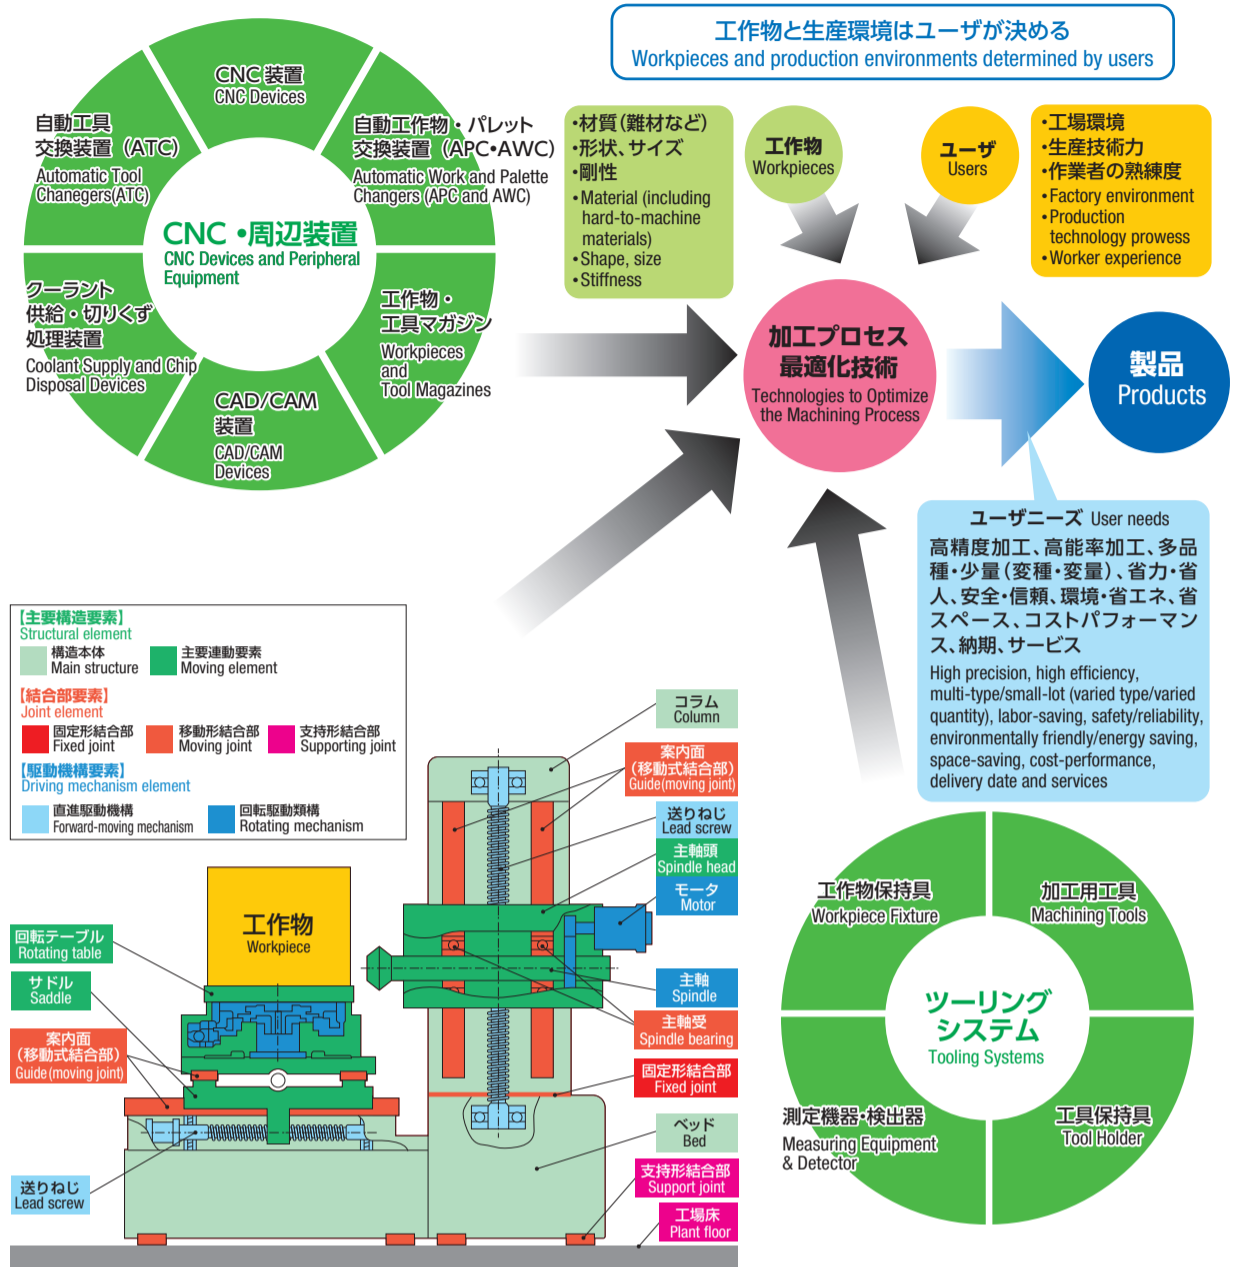 工作物と生産環境はユーザが決める
Workpieces and production environments determined by users
CNC 装置
CNC Devices
自動工具
交換装置 (ATC)
Automatic Tool
Chanegers(ATC)
自動工作物・パレット
交換装置 (APC•AWC)
Automatic Work and Palette
Changers (APC and AWC)
CNC •周辺装置
CNC Devices and Peripheral
Equipment
クーラント
供給・切りくず
処理装置
Coolant Supply and Chip
Disposal Devices
工作物・
工具マガジン
Workpieces
and
Tool Magazines
CAD/CAM
装置
CAD/CAM
Devices
•材質(難材など)
•形状、サイズ
•剛性
•Material (including
hard-to-machine
materials)
•Shape, size
•Stiffness
工作物
Workpieces
ユーザ
Users
•工場環境
•生産技術力
•作業者の熟練度
•Factory environment
•Production
technology prowess
•Worker experience
加工プロセス
最適化技術
Technologies to Optimize
the Machining Process
製品
Products
ユーザニーズ User needs
高精度加工、高能率加工、多品
種・少量(変種・変量)、省力・省
人、安全・信頼、環境・省エネ、省
スペース、コストパフォーマン
ス、納期、サービス
High precision, high efficiency,
multi-type/small-lot (varied type/varied
quantity), labor-saving, safety/reliability,
environmentally friendly/energy saving,
space-saving, cost-performance,
delivery date and services
【主要構造要素】
Structural element
構造本体
Main structure
主要連動要素
Moving element
【結合部要素】
Joint element
固定形結合部
Fixed joint
移動形結合部
Moving joint
支持形結合部
Supporting joint
【駆動機構要素】
Driving mechanism element
直進駆動機構
Forward-moving mechanism
回転駆動類構
Rotating mechanism
コラム
Column
案内面
(移動式結合部)
Guide(moving joint)
送りねじ
Lead screw
主軸頭
Spindle head
モータ
Motor
主軸
Spindle
主軸受
Spindle bearing
固定形結合部
Fixed joint
ベッド
Bed
支持形結合部
Support joint
工場床
Plant floor
工作物
Workpiece
回転テーブル
Rotating table
サドル
Saddle
案内面
(移動式結合部)
Guide(moving joint)
送りねじ
Lead screw
工作物保持具
Workpiece Fixture
加工用工具
Machining Tools
ツーリング
システム
Tooling Systems
測定機器・検出器
Measuring Equipment
& Detector
工具保持具
Tool Holder